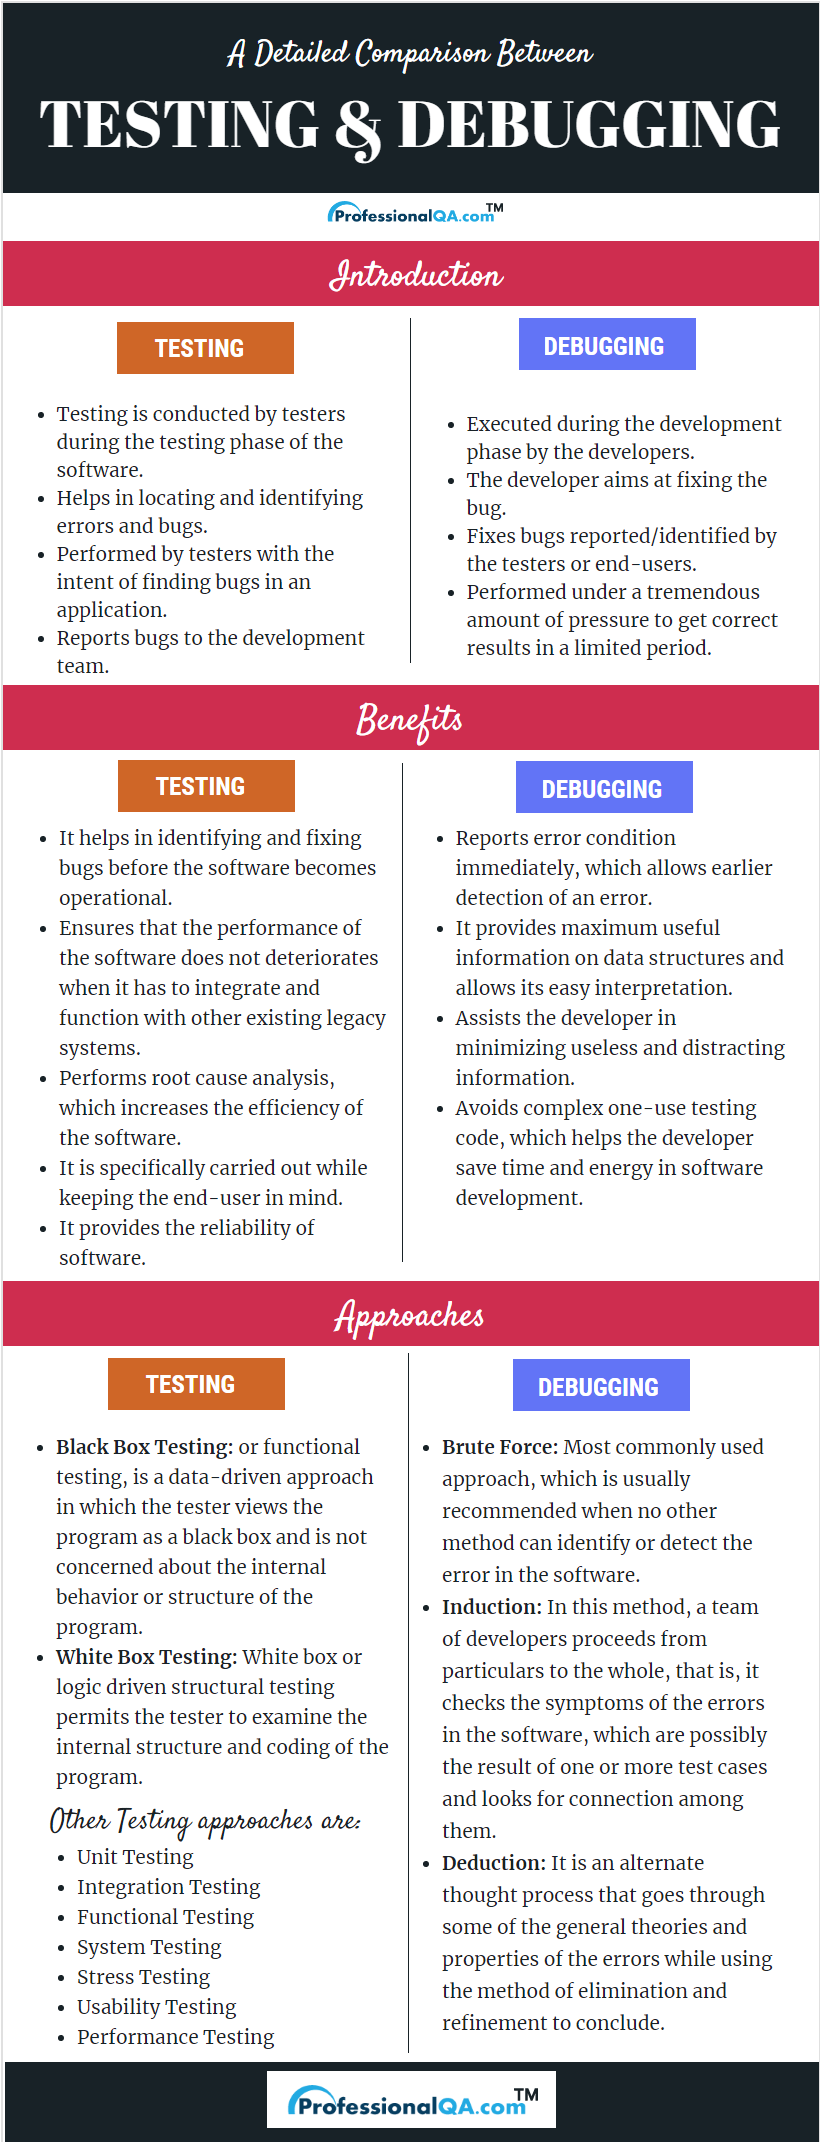 A Detailed Comparison Between
TESTING & DEBUGGING
ProfessionalQA.com™
Introduction
TESTING
• Testing is conducted by testers
during the testing phase of the
software.
• Helps in locating and identifying
errors and bugs.
• Performed by testers with the
intent of finding bugs in an
application.
• Reports bugs to the development
team.
DEBUGGING
• Executed during the development
phase by the developers.
• The developer aims at fixing the
bug.
• Fixes bugs reported/identified by
the testers or end-users.
• Performed under a tremendous
amount of pressure to get correct
results in a limited period.
Benefits
TESTING
• It helps in identifying and fixing
bugs before the software becomes
operational.
• Ensures that the performance of
the software does not deteriorates
when it has to integrate and
function with other existing legacy
systems.
• Performs root cause analysis,
which increases the efficiency of
the software.
• It is specifically carried out while
keeping the end-user in mind.
• It provides the reliability of
software.
DEBUGGING
• Reports error condition
immediately, which allows earlier
detection of an error.
• It provides maximum useful
information on data structures and
allows its easy interpretation.
• Assists the developer in
minimizing useless and distracting
information.
• Avoids complex one-use testing
code, which helps the developer
save time and energy in software
development.
Approaches
TESTING
• Black Box Testing: or functional
testing, is a data-driven approach
in which the tester views the
program as a black box and is not
concerned about the internal
behavior or structure of the
program.
• White Box Testing: White box or
logic driven structural testing
permits the tester to examine the
internal structure and coding of the
program.
Other Testing approaches are:
• Unit Testing
• Integration Testing
• Functional Testing
• System Testing
• Stress Testing
• Usability Testing
• Performance Testing
DEBUGGING
• Brute Force: Most commonly used
approach, which is usually
recommended when no other
method can identify or detect the
error in the software.
• Induction: In this method, a team
of developers proceeds from
particulars to the whole, that is, it
checks the symptoms of the errors
in the software, which are possibly
the result of one or more test cases
and looks for connection among
them.
• Deduction: It is an alternate
thought process that goes through
some of the general theories and
properties of the errors while using
the method of elimination and
refinement to conclude.
ProfessionalQA.com™